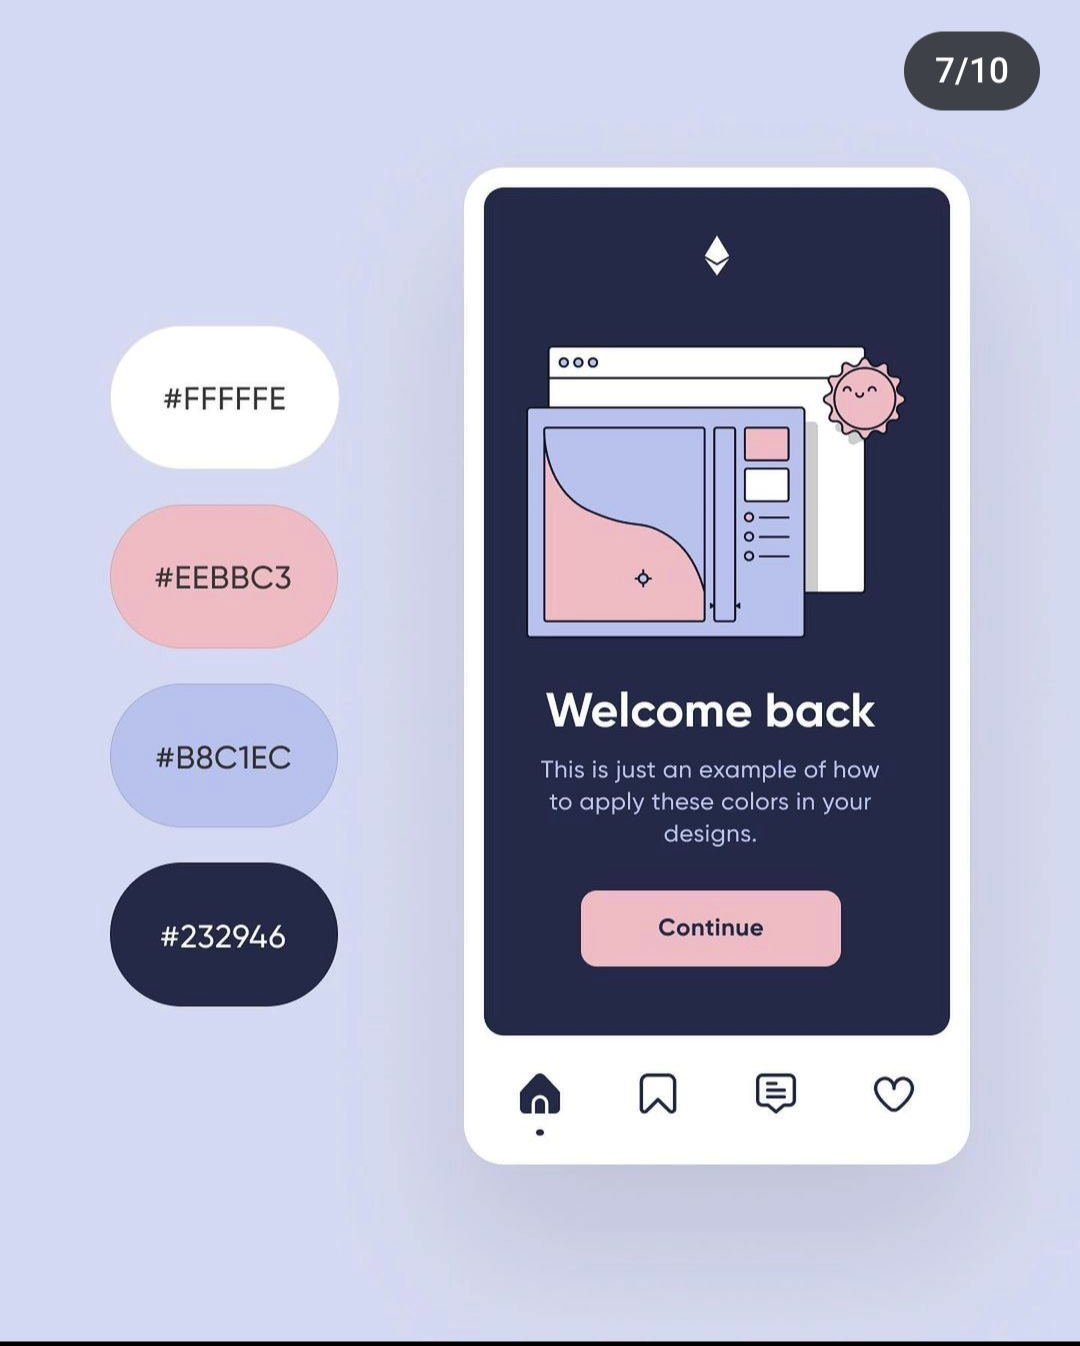 7/10
#FFFFFE
#EEBBC3
#B8C1EC
#232946
Welcome back
This is just an example of how
to apply these colors in your
designs.
Continue